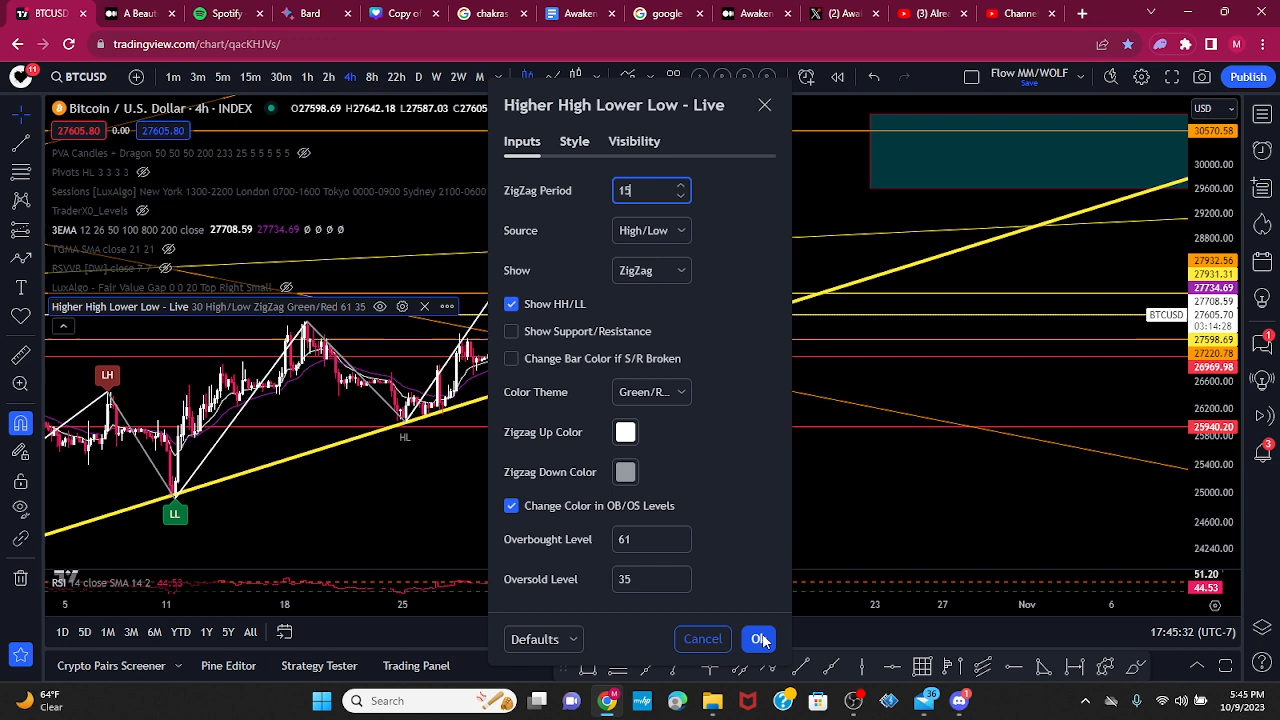 Ty
Bard
A Beaut
Spotify
Bard
Copy of
chakras
Awaken
google
Awaken
(2) Awal
(3) Alre
Channe
tradingview.com/chart/qacKHJVs/
M
11
BTCUSD
1m 3m 5m 15m 30m 1h 2h 4h 8h 22h D W 2W M
Flow MM/WOLF
Save
Publish
Bitcoin / U.S. Dollar · 4h · INDEX
O27598.69 H27642.18 L27587.03 C27605
27605.80 0.00 27605.80
PVA Candles + Dragon 50 50 50 200 233 25 5 5 5 5 5
Pivots HL 3 3 3 3
Sessions [LuxAlgo] New York 1300-2200 London 0700-1600 Tokyo 0000-0900 Sydney 2100-0600
TraderX0_Levels
3EMA 12 26 50 100 800 200 close 27708.59 27734.69 Ø Ø Ø Ø
TGMA SMA close 21 21
RSVVB [DW] close 7 7
LuxAlgo - Fair Value Gap 0 0 20 Top Right Small
Higher High Lower Low - Live 30 High/Low ZigZag Green/Red 61 35
LH
LL
HL
RSI 14 close SMA 14 2 44.53
5 11 18 25 23 27 Nov 6
Higher High Lower Low - Live
Inputs Style Visibility
ZigZag Period 15
Source High/Low
Show ZigZag
Show HH/LL
Show Support/Resistance
Change Bar Color if S/R Broken
Color Theme Green/R...
Zigzag Up Color
Zigzag Down Color
Change Color in OB/OS Levels
Overbought Level 61
Oversold Level 35
Defaults
Cancel
USD
30570.58
30000.00
29600.00
29200.00
28800.00
27932.56
27931.31
27734.69
27708.59
BTCUSD 27605.70
03:14:28
27598.69
27220.78
26969.98
26600.00
26200.00
25940.20
25800.00
25400.00
25000.00
24600.00
24240.00
51.20
44.53
1
3
1D 5D 1M 3M 6M YTD 1Y 5Y All
17:45:32 (UTC-7)
Crypto Pairs Screener Pine Editor Strategy Tester Trading Panel
64°F
Clear
Search
mhp
36
1
5:45 PM
10/9/2023